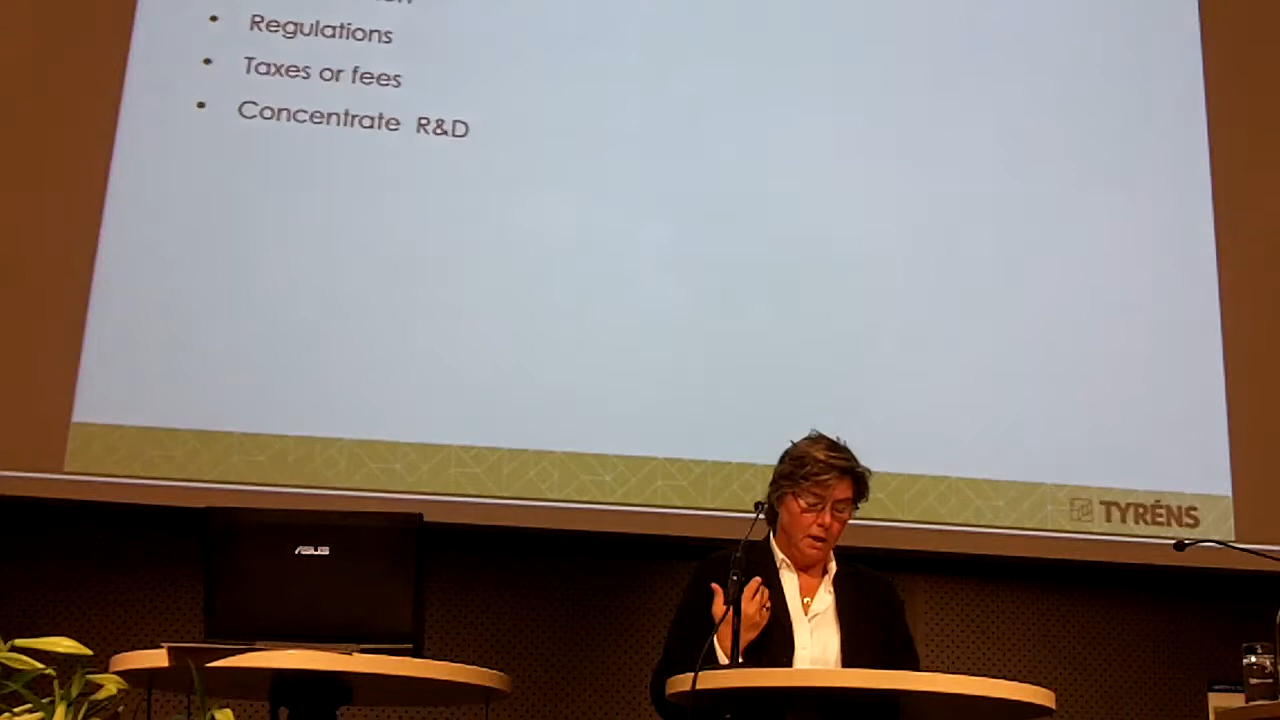 Regulations
Taxes or fees
Concentrate R&D
TYRÉNS
ASUS